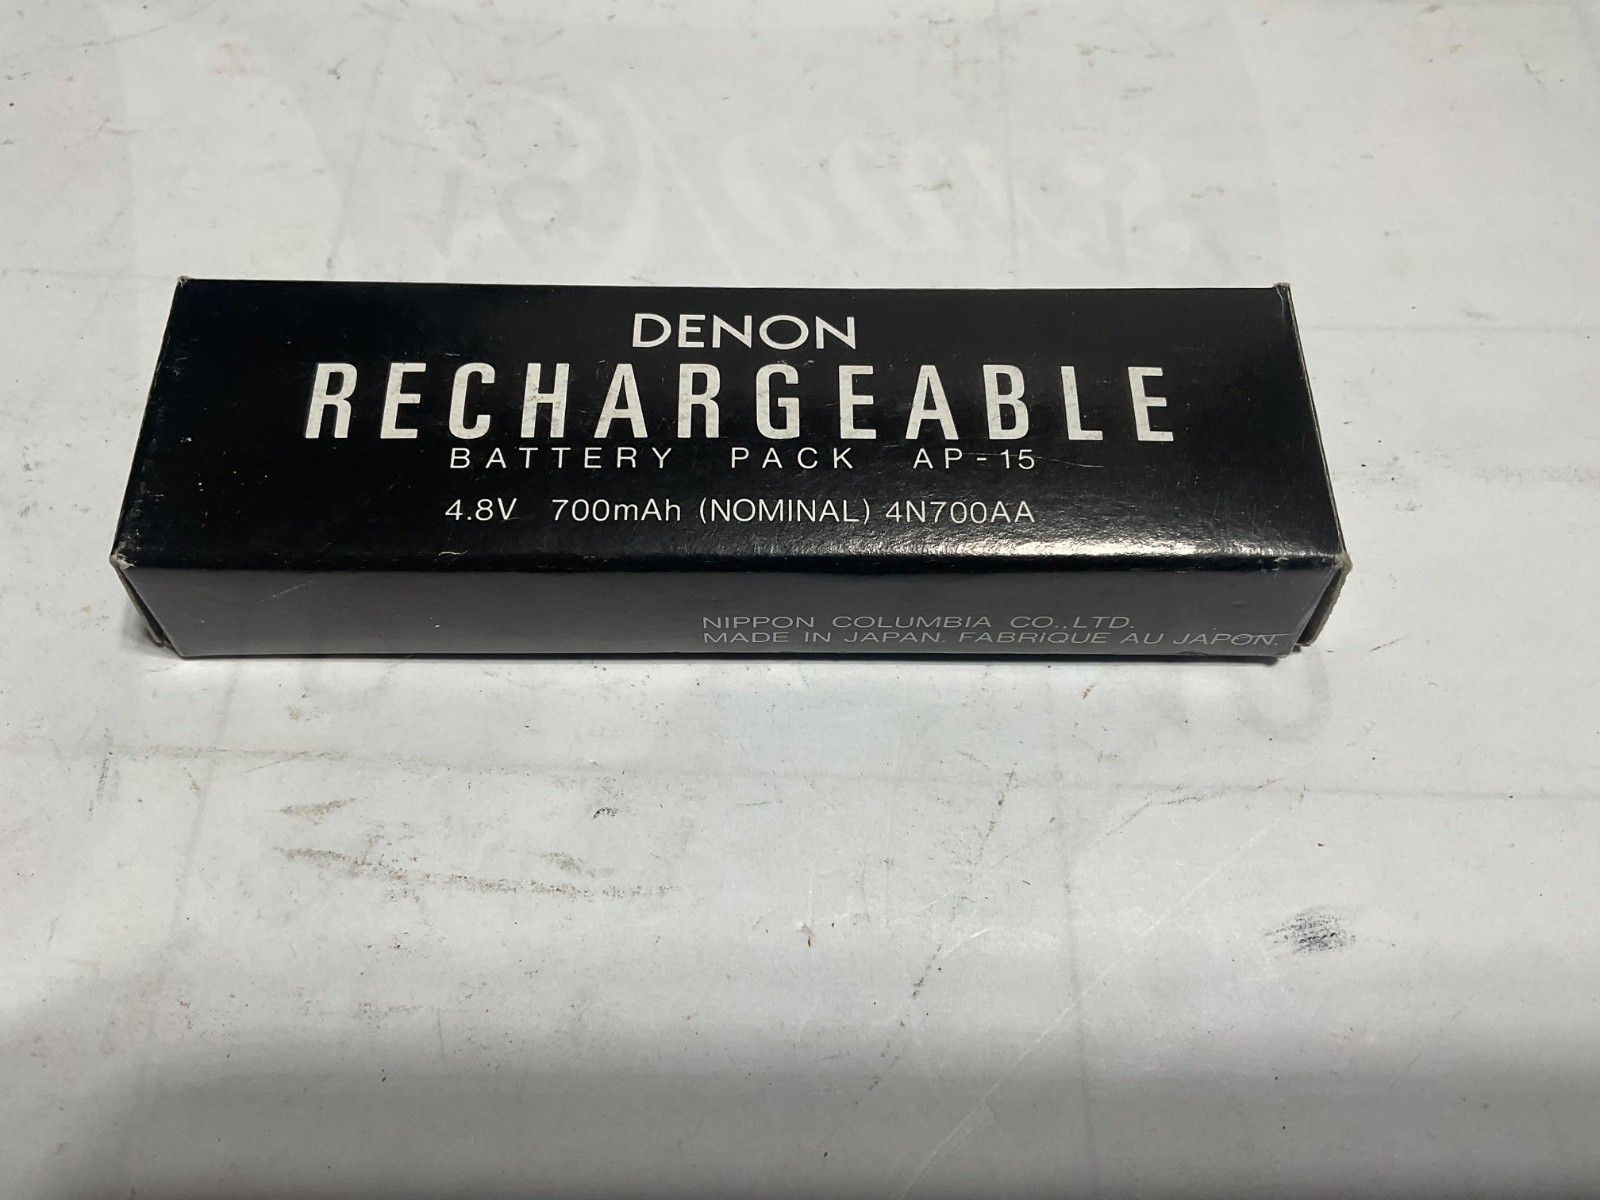 DENON
RECHARGEABLE
BATTERY PACK AP-15
4.8V 700mAh (NOMINAL) 4N700AA
NIPPON COLUMBIA CO.,LTD.
MADE IN JAPAN. FABRIQUE AU JAPON.